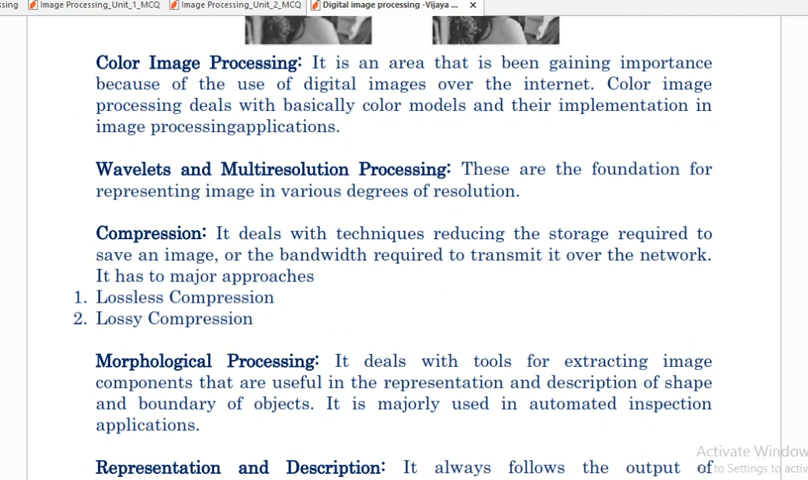 ssing
Image Processing_Unit_1_MCQ
Image Processing_Unit_2_MCQ
Digital image processing -Vijaya ...
Color Image Processing: It is an area that is been gaining importance
because of the use of digital images over the internet. Color image
processing deals with basically color models and their implementation in
image processingapplications.
Wavelets and Multiresolution Processing: These are the foundation for
representing image in various degrees of resolution.
Compression: It deals with techniques reducing the storage required to
save an image, or the bandwidth required to transmit it over the network.
It has to major approaches
1. Lossless Compression
2. Lossy Compression
Morphological Processing: It deals with tools for extracting image
components that are useful in the representation and description of shape
and boundary of objects. It is majorly used in automated inspection
applications.
Representation and Description: It always follows the output of
Activate Window
to Settings to activ